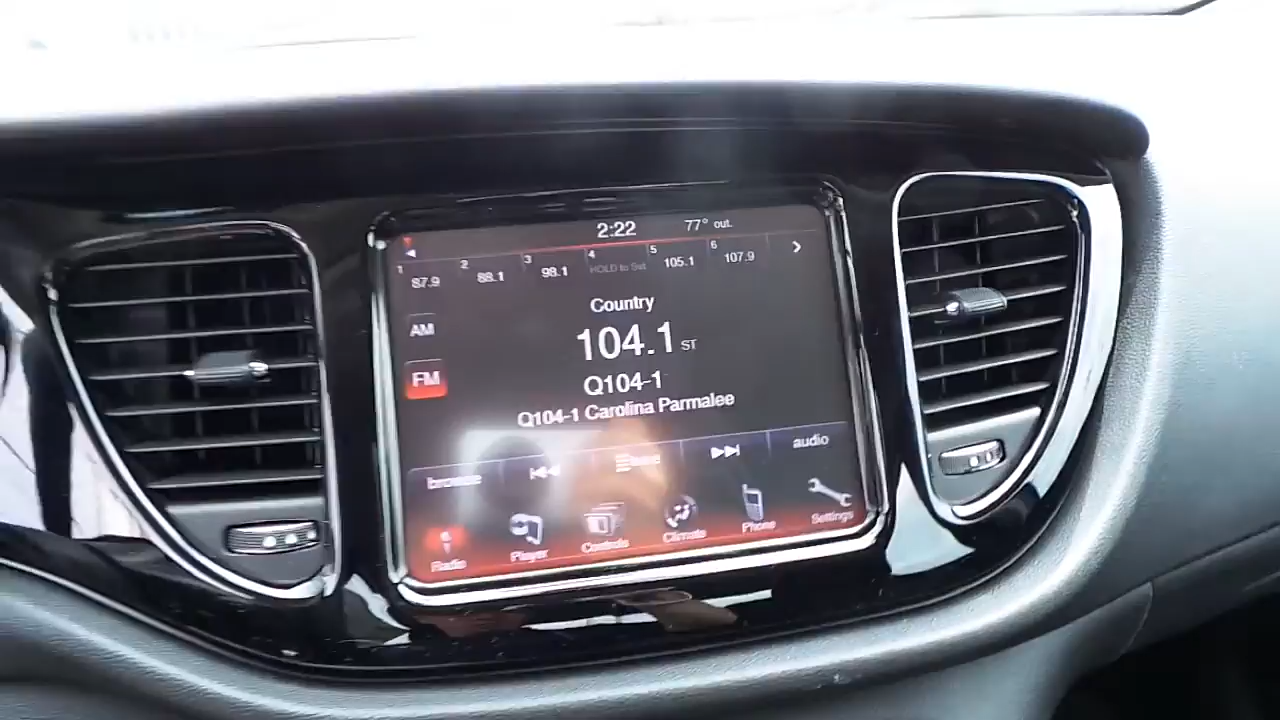 2:22 77° out.
1 2 3 4 5 6
87.9 88.1 98.1 HOLD to Set 105.1 107.9
Country
AM
104.1 ST
FM
Q104-1
Q104-1 Carolina Parmalee
browse audio
Radio Player Controls Climate Phone Settings